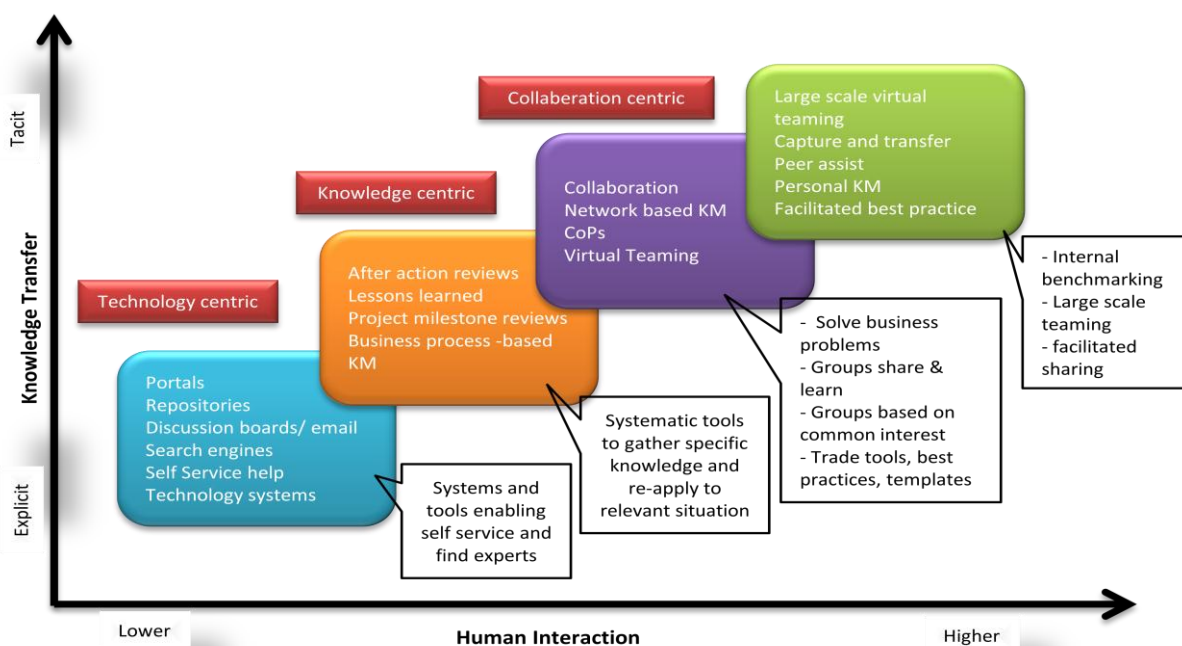 Collaberation centric
Large scale virtual
teaming
Capture and transfer
Peer assist
Personal KM
Facilitated best practice
Tacit
Knowledge centric
Collaboration
Network based KM
CoPs
Virtual Teaming
- Internal
benchmarking
- Large scale
teaming
- facilitated
sharing
Knowledge Transfer
Technology centric
After action reviews
Lessons learned
Project milestone reviews
Business process -based
KM
- Solve business
problems
- Groups share &
learn
- Groups based on
common interest
- Trade tools, best
practices, templates
Portals
Repositories
Discussion boards/ email
Search engines
Self Service help
Technology systems
Systematic tools
to gather specific
knowledge and
re-apply to
relevant situation
Explicit
Systems and
tools enabling
self service and
find experts
Lower
Human Interaction
Higher